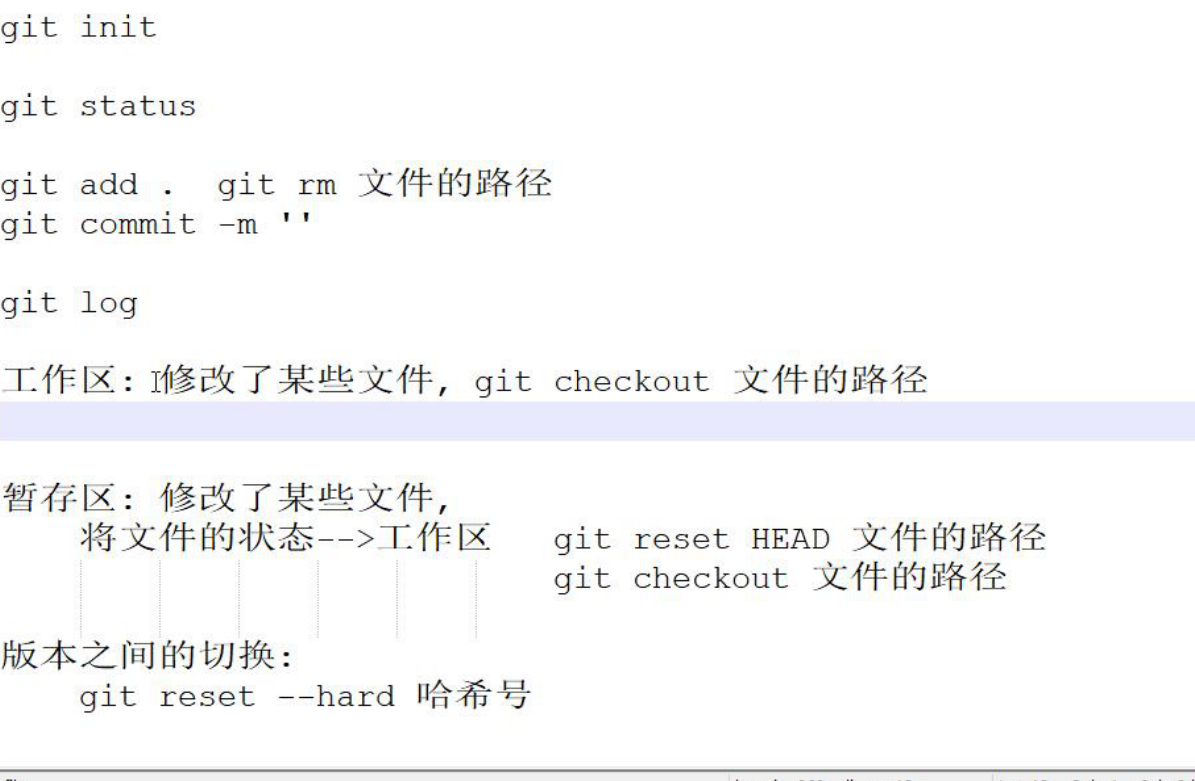 git init
git status
git add .  git rm 文件的路径
git commit -m ''
git log
工作区: 修改了某些文件, git checkout 文件的路径
暂存区: 修改了某些文件,
将文件的状态-->工作区   git reset HEAD 文件的路径
git checkout 文件的路径
版本之间的切换:
git reset --hard 哈希号